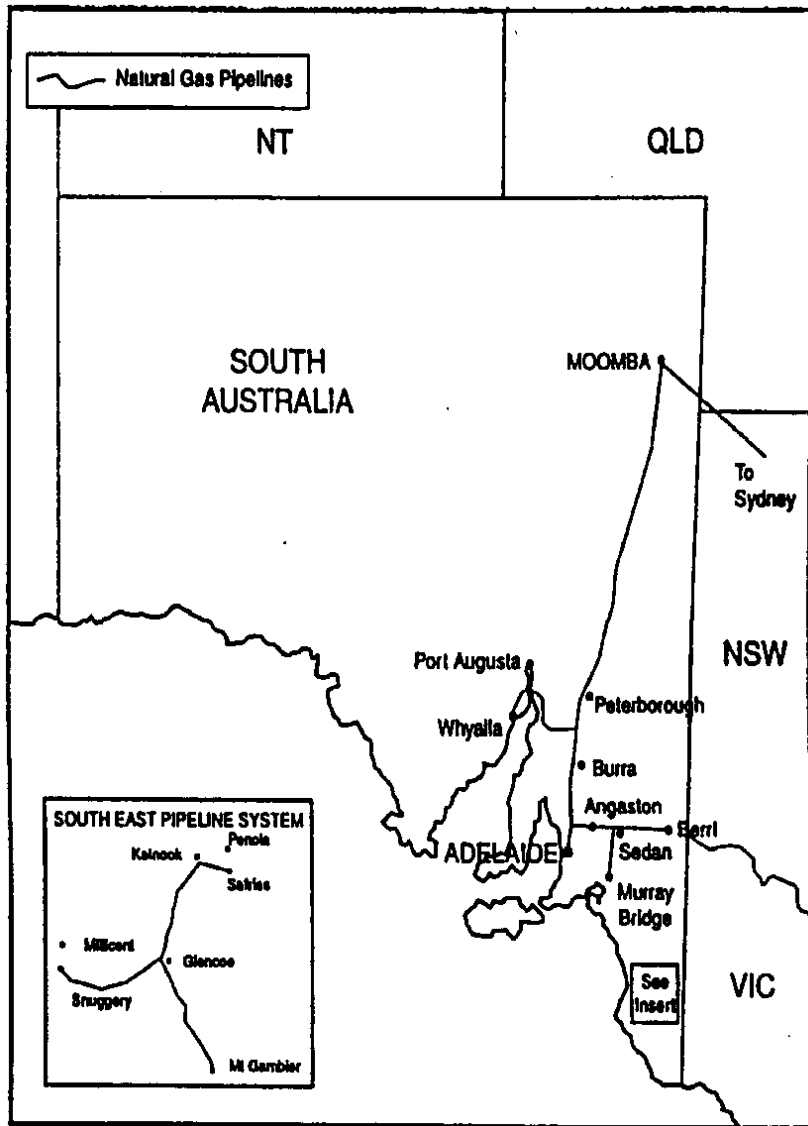 Natural Gas Pipelines
NT
QLD
SOUTH
AUSTRALIA
MOOMBA
To
Sydney
NSW
Port Augusta
Peterborough
Whyalla
Burra
Angaston
Berri
ADELAIDE
Sedan
Murray
Bridge
See
Insert
VIC
SOUTH EAST PIPELINE SYSTEM
Penola
Katnook
Safries
Millicent
Glencoe
Snuggery
Mt Gambier